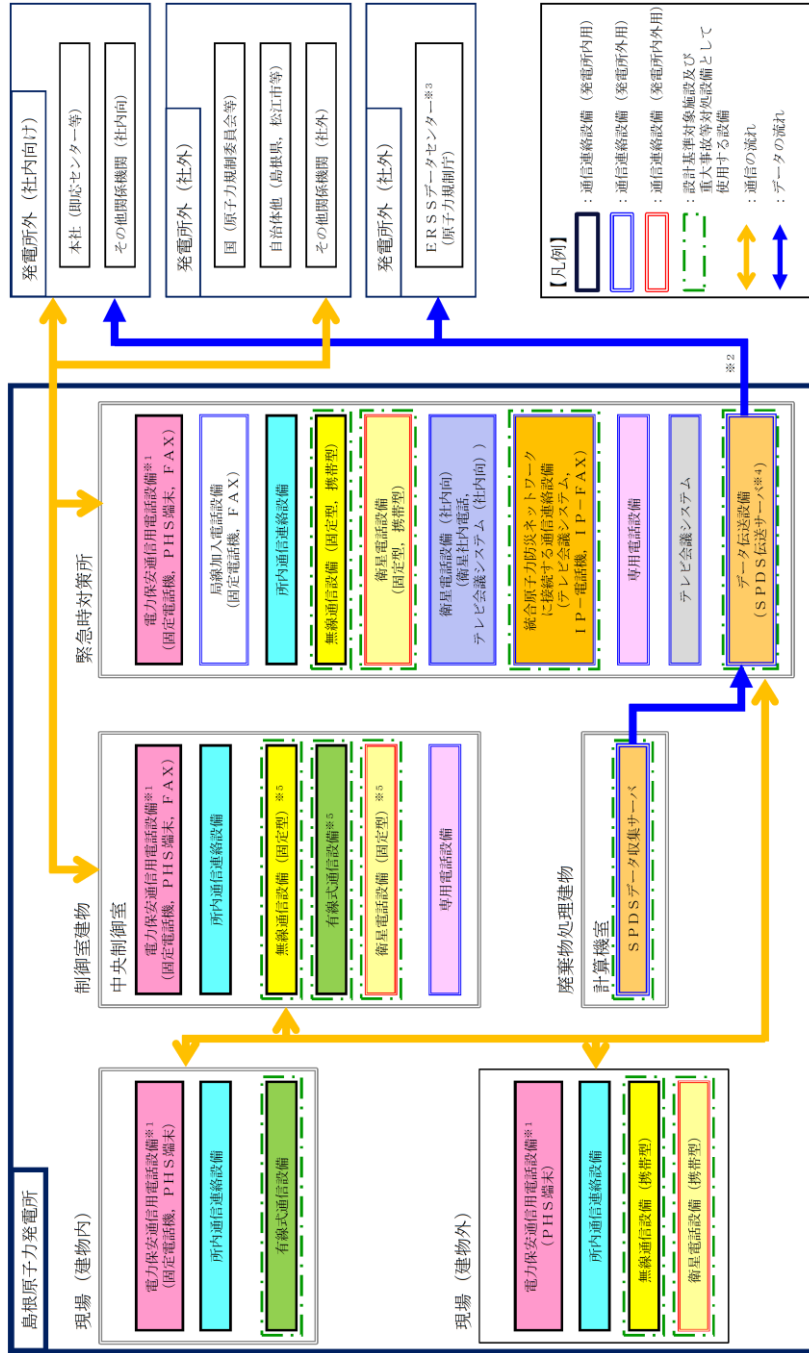 島根原子力発電所
現場（建物内）
電力保安通信用電話設備※1
（固定電話機，ＰＨＳ端末）
所内通信連絡設備
有線式通信設備
現場（建物外）
電力保安通信用電話設備※1
（ＰＨＳ端末）
所内通信連絡設備
無線通信設備（携帯型）
衛星電話設備（携帯型）
制御室建物
中央制御室
電力保安通信用電話設備※1
（固定電話機，ＰＨＳ端末，ＦＡＸ）
所内通信連絡設備
無線通信設備（固定型）※5
有線式通信設備※5
衛星電話設備（固定型）※5
専用電話設備
廃棄物処理建物
計算機室
ＳＰＤＳデータ収集サーバ
緊急時対策所
電力保安通信用電話設備※1
（固定電話機，ＰＨＳ端末，ＦＡＸ）
局線加入電話設備
（固定電話機，ＦＡＸ）
所内通信連絡設備
無線通信設備（固定型，携帯型）
衛星電話設備
（固定型，携帯型）
衛星電話設備（社内向）
（衛星社内電話，
テレビ会議システム（社内向））
統合原子力防災ネットワーク
に接続する通信連絡設備
（テレビ会議システム，
ＩＰ－電話機，ＩＰ－ＦＡＸ）
専用電話設備
テレビ会議システム
データ伝送設備
（ＳＰＤＳ伝送サーバ※4）
※2
発電所外（社内向け）
本社（即応センター等）
その他関係機関（社内向）
発電所外（社外）
国（原子力規制委員会等）
自治体他（島根県，松江市等）
その他関係機関（社外）
発電所外（社外）
ＥＲＳＳデータセンター※3
（原子力規制庁）
【凡例】
：通信連絡設備（発電所内用）
：通信連絡設備（発電所外用）
：通信連絡設備（発電所内外用）
：設計基準対象施設及び
重大事故等対処設備として
使用する設備
：通信の流れ
：データの流れ